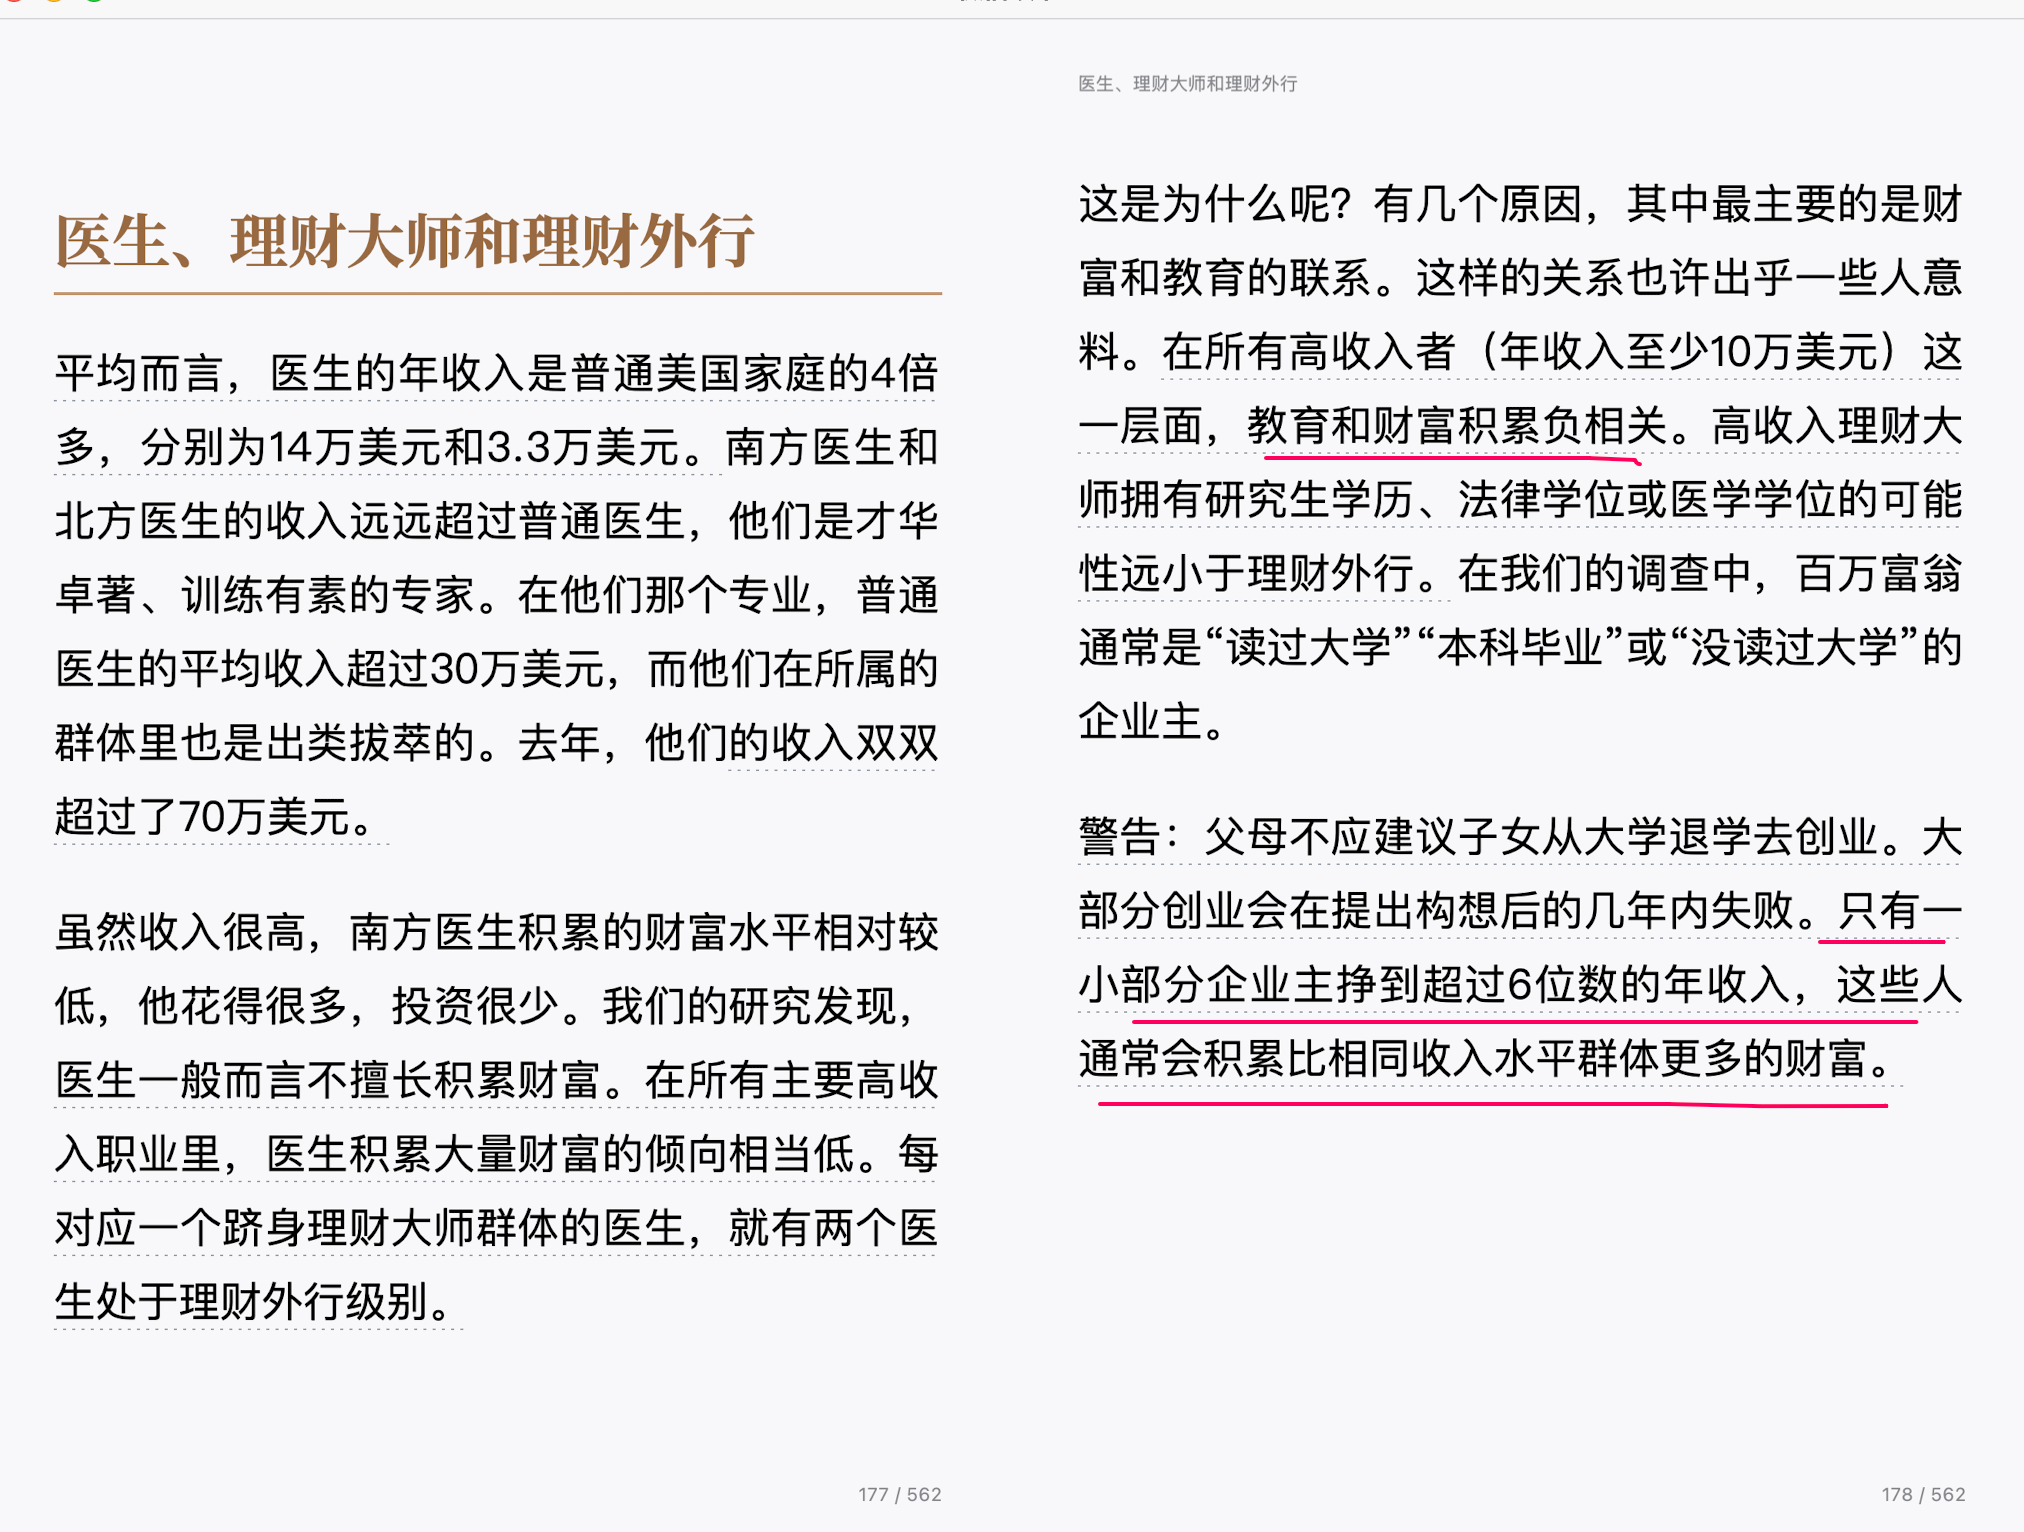 医生、理财大师和理财外行
平均而言，医生的年收入是普通美国家庭的4倍
多，分别为14万美元和3.3万美元。南方医生和
北方医生的收入远远超过普通医生，他们是才华
卓著、训练有素的专家。在他们那个专业，普通
医生的平均收入超过30万美元，而他们在所属的
群体里也是出类拔萃的。去年，他们的收入双双
超过了70万美元。
虽然收入很高，南方医生积累的财富水平相对较
低，他花得很多，投资很少。我们的研究发现，
医生一般而言不擅长积累财富。在所有主要高收
入职业里，医生积累大量财富的倾向相当低。每
对应一个跻身理财大师群体的医生，就有两个医
生处于理财外行级别。
177 / 562
医生、理财大师和理财外行
这是为什么呢？有几个原因，其中最主要的是财
富和教育的联系。这样的关系也许出乎一些人意
料。在所有高收入者（年收入至少10万美元）这
一层面，教育和财富积累负相关。高收入理财大
师拥有研究生学历、法律学位或医学学位的可能
性远小于理财外行。在我们的调查中，百万富翁
通常是“读过大学”“本科毕业”或“没读过大学”的
企业主。
警告：父母不应建议子女从大学退学去创业。大
部分创业会在提出构想后的几年内失败。只有一
小部分企业主挣到超过6位数的年收入，这些人
通常会积累比相同收入水平群体更多的财富。
178 / 562